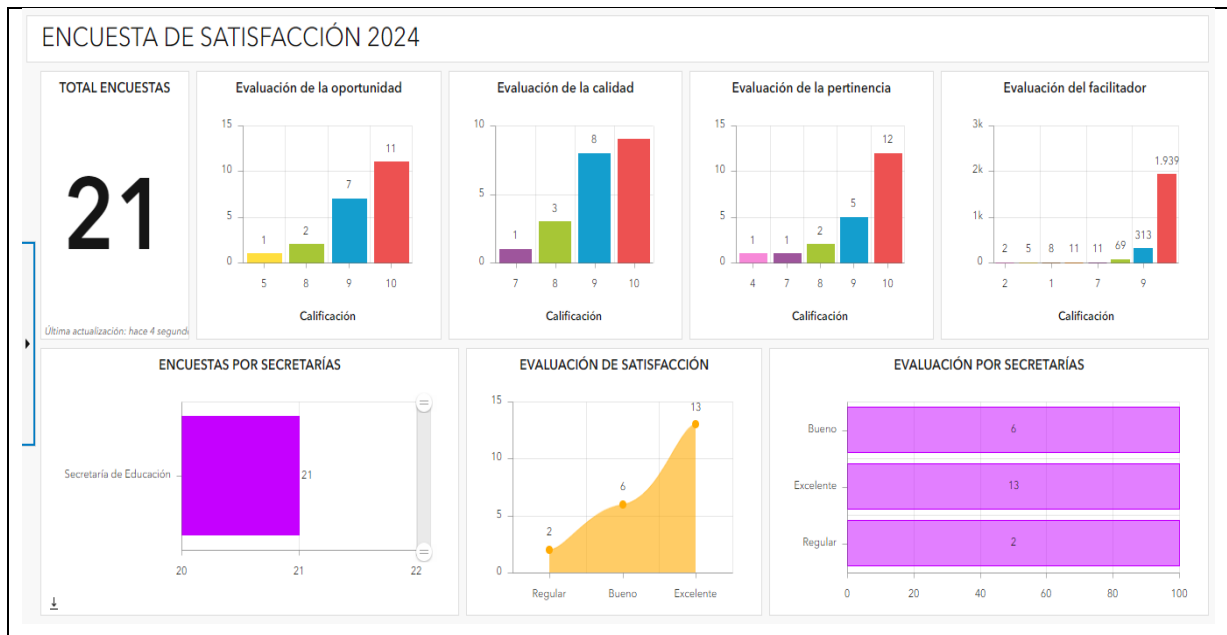 ENCUESTA DE SATISFACCIÓN 2024
TOTAL ENCUESTAS
21
Última actualización: hace 4 segund
Evaluación de la oportunidad
15
10
5
0
1
2
7
11
5 8 9 10
Calificación
Evaluación de la calidad
10
5
0
1
3
8
7 8 9 10
Calificación
Evaluación de la pertinencia
15
10
5
0
1
1
2
5
12
4 7 8 9 10
Calificación
Evaluación del facilitador
3k
2k
1k
0
2 5 8 11 11 69 313 1.939
2 1 7 9
Calificación
ENCUESTAS POR SECRETARÍAS
Secretaría de Educación
21
20 21 22
EVALUACIÓN DE SATISFACCIÓN
15
10
5
0
2
6
13
Regular Bueno Excelente
EVALUACIÓN POR SECRETARÍAS
Bueno
6
Excelente
13
Regular
2
0 20 40 60 80 100